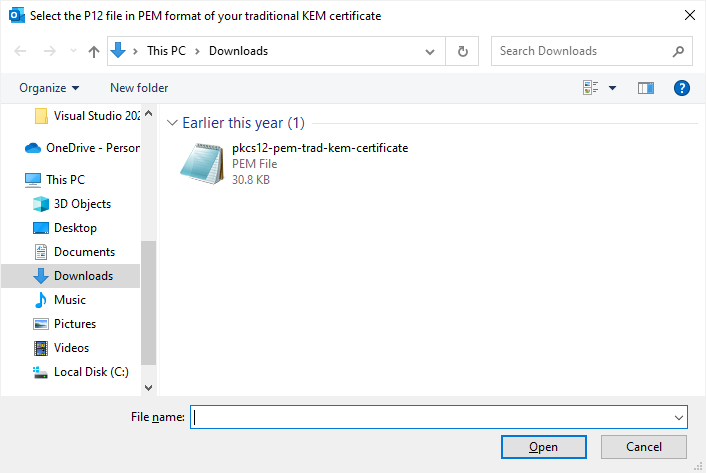 Select the P12 file in PEM format of your traditional KEM certificate
This PC
Downloads
Search Downloads
Organize
New folder
Visual Studio 202
OneDrive - Person
This PC
3D Objects
Desktop
Documents
Downloads
Music
Pictures
Videos
Local Disk (C:)
Earlier this year (1)
pkcs12-pem-trad-kem-certificate
PEM File
30.8 KB
File name:
Open
Cancel